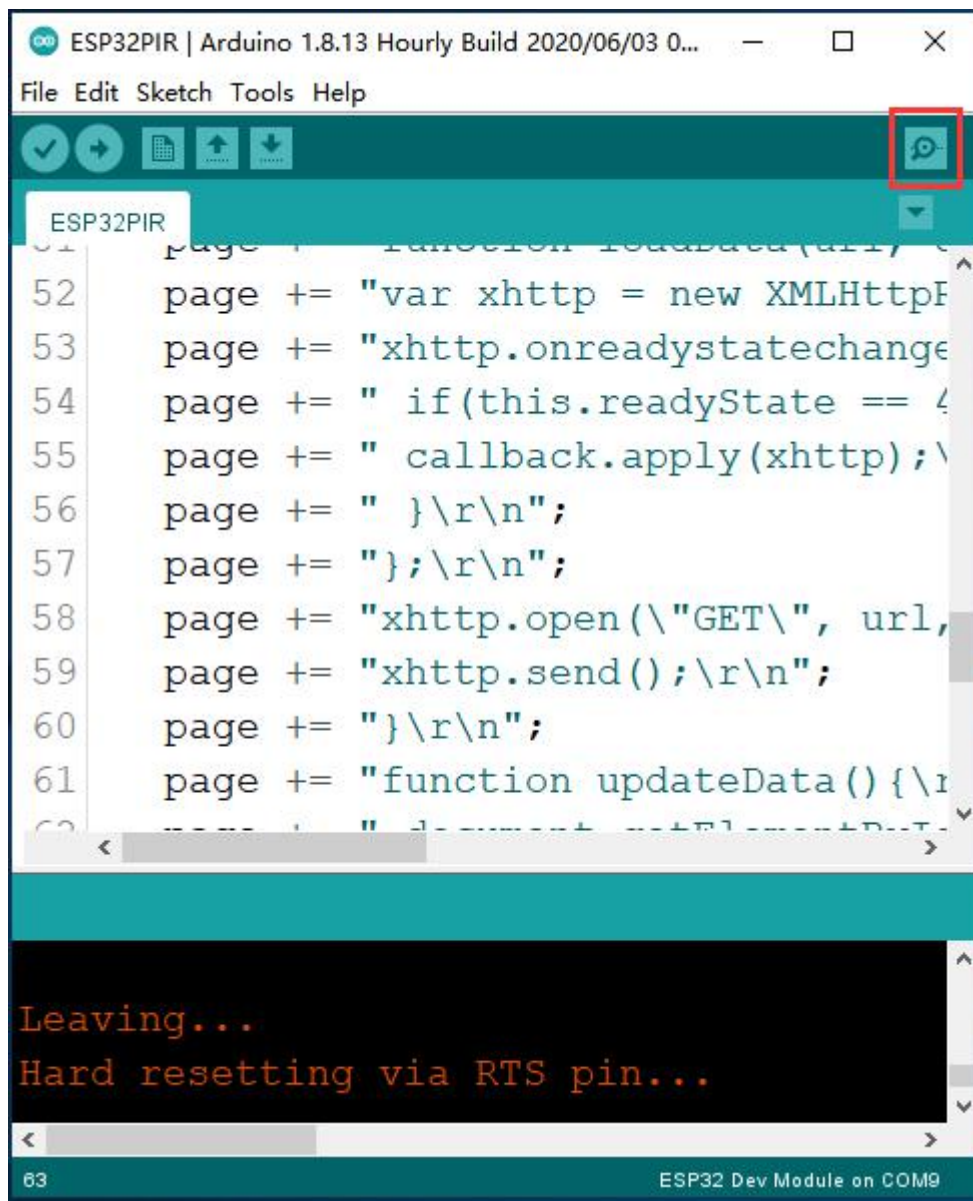 ESP32PIR | Arduino 1.8.13 Hourly Build 2020/06/03 0...
File Edit Sketch Tools Help
ESP32PIR
52 page += "var xhttp = new XMLHttpR
53 page += "xhttp.onreadystatechange
54 page += " if(this.readyState == 4
55 page += " callback.apply(xhttp);\
56 page += " }\r\n";
57 page += "};\r\n";
58 page += "xhttp.open(\"GET\", url,
59 page += "xhttp.send();\r\n";
60 page += "}\r\n";
61 page += "function updateData(){\r
Leaving...
Hard resetting via RTS pin...
63 ESP32 Dev Module on COM9